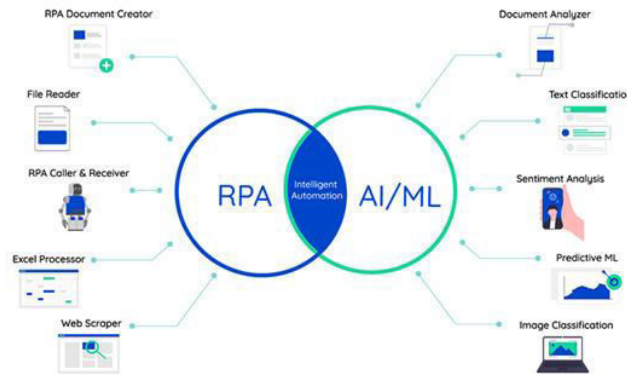 RPA Document Creator
Document Analyzer
File Reader
Text Classificatio
RPA Caller & Receiver
Sentiment Analysis
RPA
Intelligent
Automation
AI/ML
Excel Processor
Predictive ML
Web Scraper
Image Classification